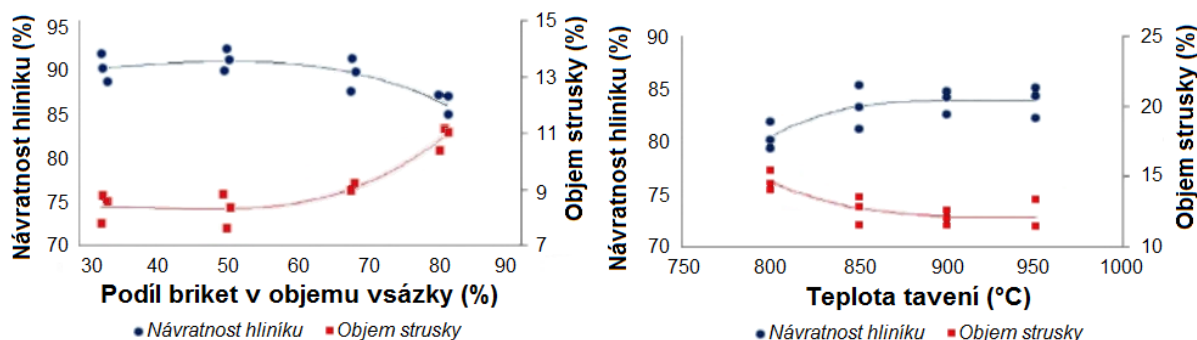 Návratnost hliníku (%)
95
90
85
80
75
70
15
13
11
9
7
Objem strusky (%)
30 40 50 60 70 80 90
Podíl briket v objemu vsázky (%)
Návratnost hliníku Objem strusky
Návratnost hliníku (%)
90
85
80
75
70
25
20
15
10
Objem strusky (%)
750 800 850 900 950 1000
Teplota tavení (°C)
Návratnost hliníku Objem strusky